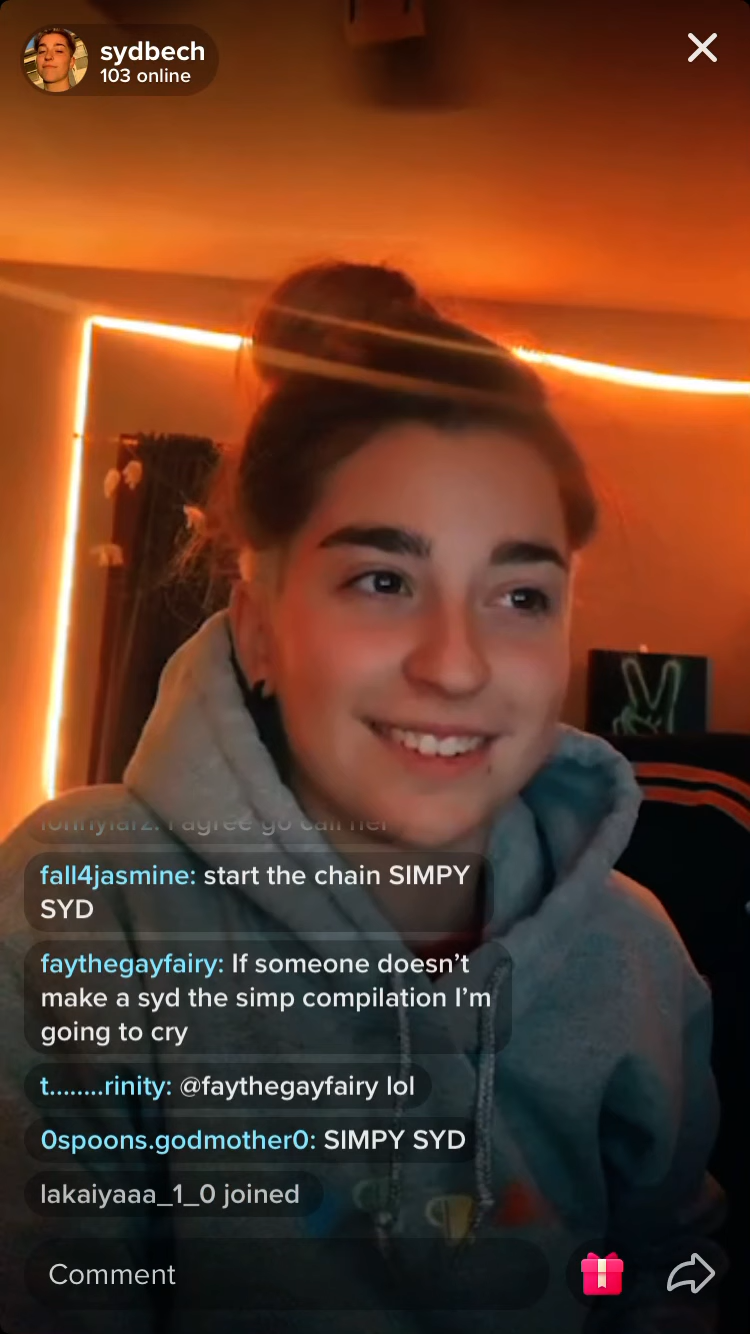 sydbech
103 online
fall4jasmine: start the chain SIMPY
SYD
faythegayfairy: If someone doesn't
make a syd the simp compilation I'm
going to cry
t........rinity: @faythegayfairy lol
0spoons.godmother0: SIMPY SYD
lakaiyaaa_1_0 joined
Comment